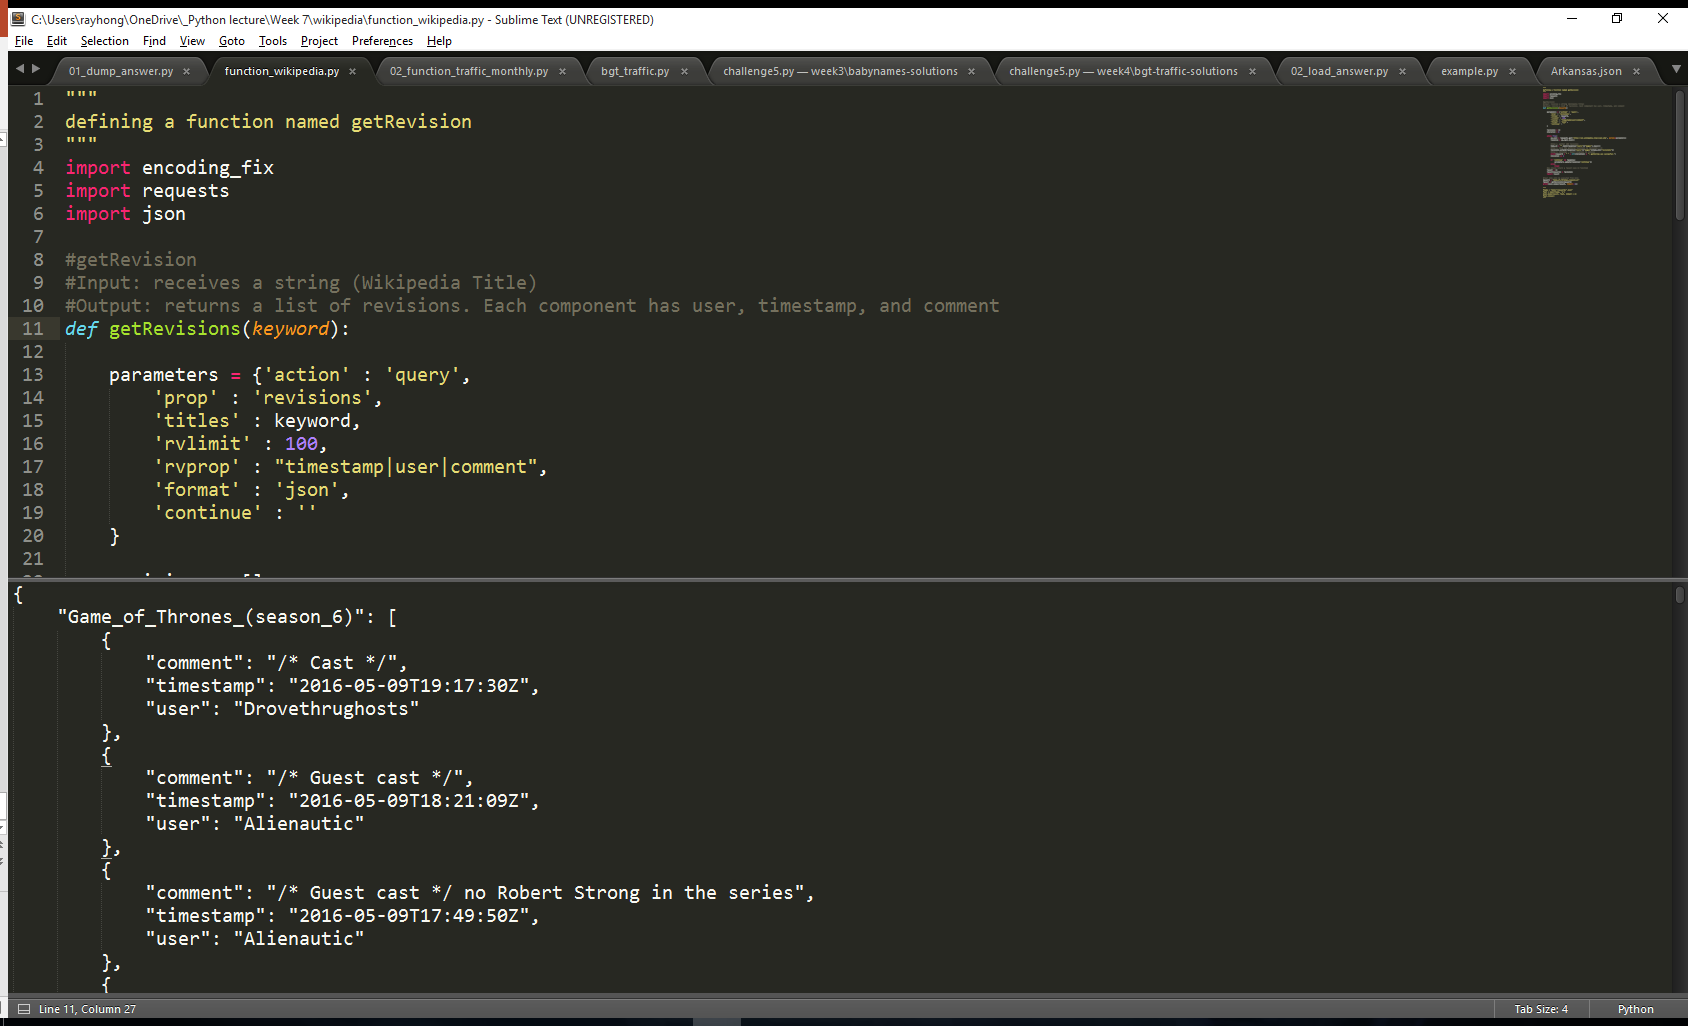 C:\Users\rayhong\OneDrive\_Python lecture\Week 7\wikipedia\function_wikipedia.py - Sublime Text (UNREGISTERED)
File Edit Selection Find View Goto Tools Project Preferences Help
01_dump_answer.py × function_wikipedia.py × 02_function_traffic_monthly.py × bgt_traffic.py × challenge5.py — week3\babynames-solutions × challenge5.py — week4\bgt-traffic-solutions × 02_load_answer.py × example.py × Arkansas.json ×
1 """
2 defining a function named getRevision
3 """
4 import encoding_fix
5 import requests
6 import json
7
8 #getRevision
9 #Input: receives a string (Wikipedia Title)
10 #Output: returns a list of revisions. Each component has user, timestamp, and comment
11 def getRevisions(keyword):
12
13     parameters = {'action' : 'query',
14         'prop' : 'revisions',
15         'titles' : keyword,
16         'rvlimit' : 100,
17         'rvprop' : "timestamp|user|comment",
18         'format' : 'json',
19         'continue' : ''
20     }
21
{
    "Game_of_Thrones_(season_6)": [
        {
            "comment": "/* Cast */",
            "timestamp": "2016-05-09T19:17:30Z",
            "user": "Drovethrughosts"
        },
        {
            "comment": "/* Guest cast */",
            "timestamp": "2016-05-09T18:21:09Z",
            "user": "Alienautic"
        },
        {
            "comment": "/* Guest cast */ no Robert Strong in the series",
            "timestamp": "2016-05-09T17:49:50Z",
            "user": "Alienautic"
        },
        {
Line 11, Column 27 Tab Size: 4 Python